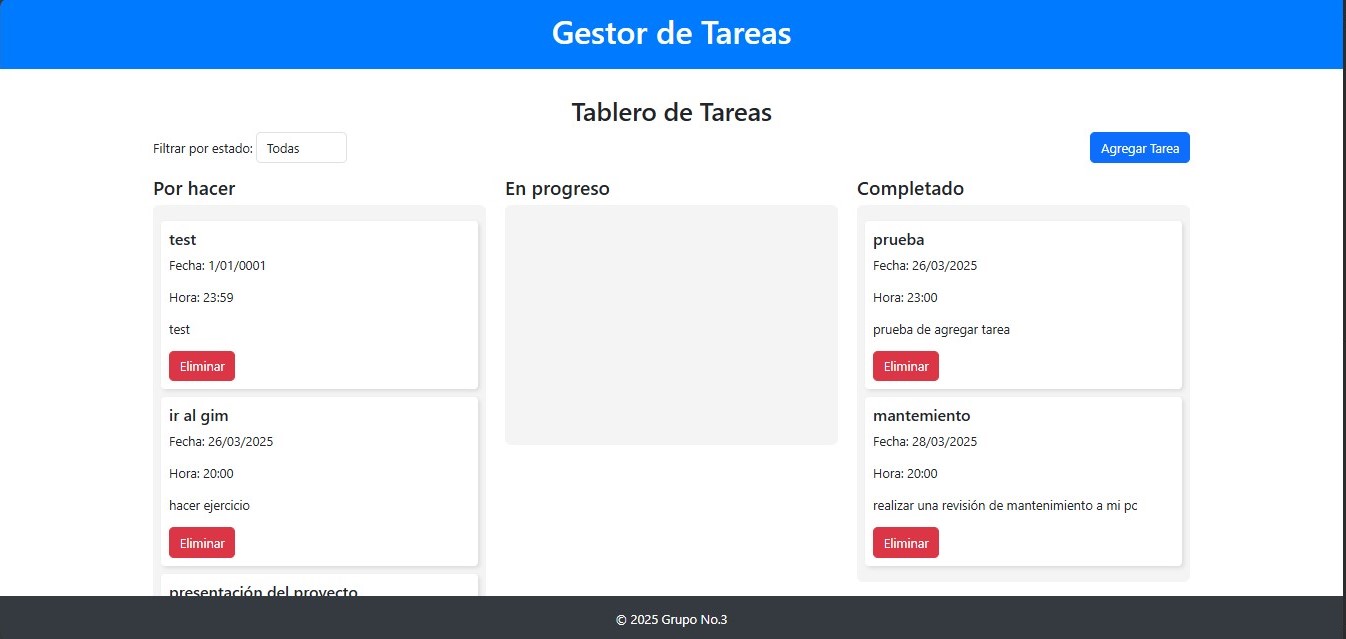 Gestor de Tareas
Tablero de Tareas
Filtrar por estado: Todas
Agregar Tarea
Por hacer
test
Fecha: 1/01/0001
Hora: 23:59
test
Eliminar
ir al gim
Fecha: 26/03/2025
Hora: 20:00
hacer ejercicio
Eliminar
presentación del proyecto
En progreso
Completado
prueba
Fecha: 26/03/2025
Hora: 23:00
prueba de agregar tarea
Eliminar
mantemiento
Fecha: 28/03/2025
Hora: 20:00
realizar una revisión de mantenimiento a mi pc
Eliminar
© 2025 Grupo No.3